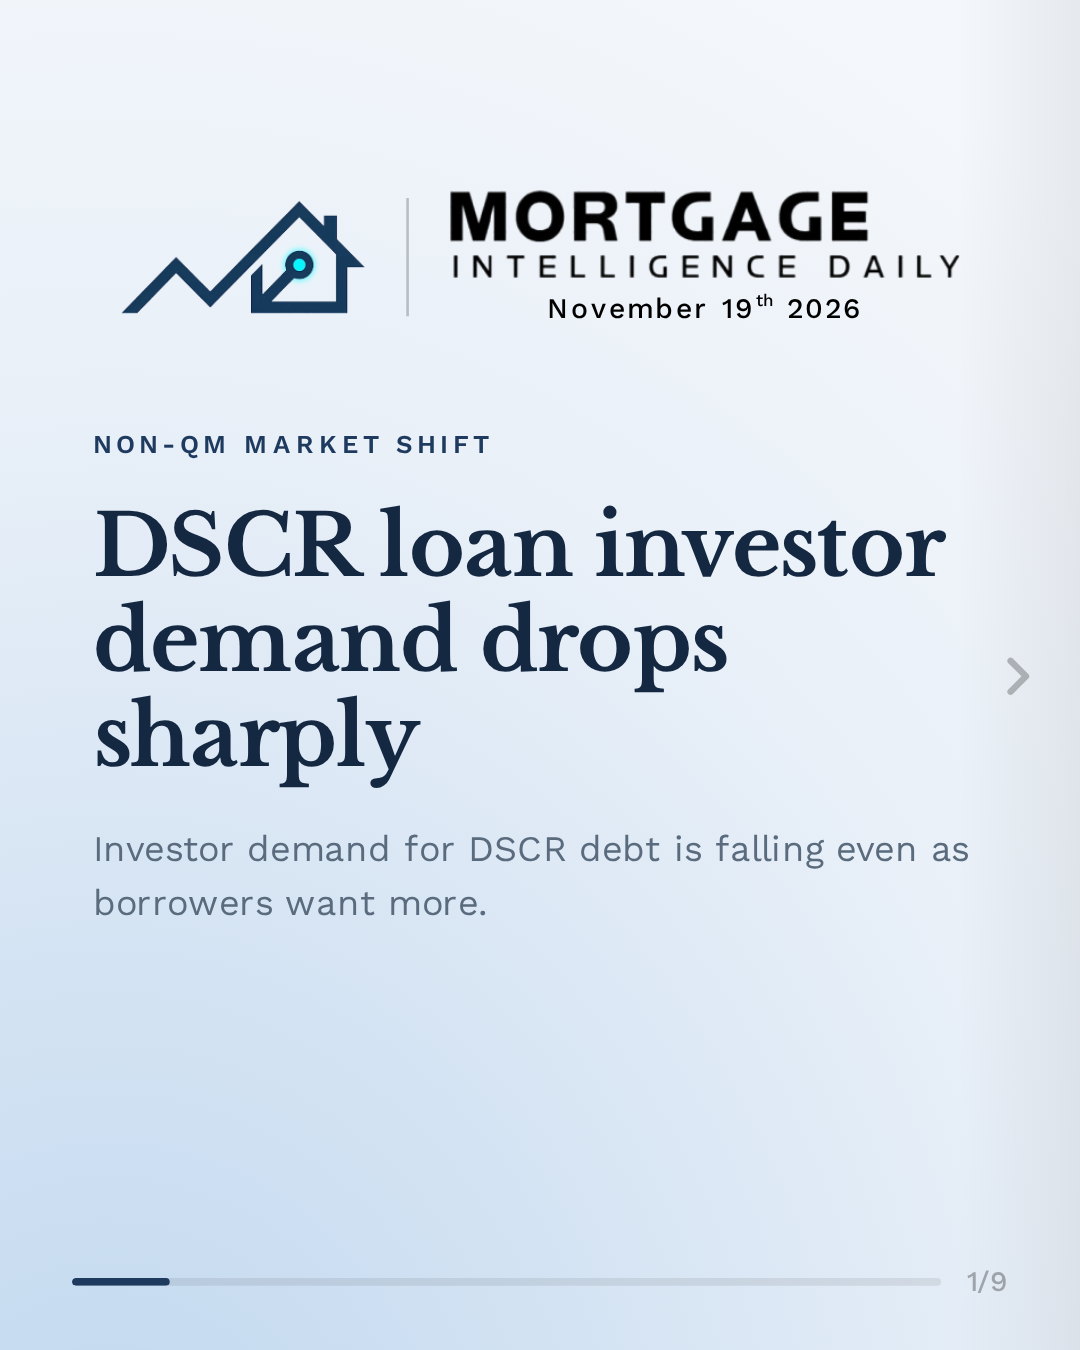 MORTGAGE
INTELLIGENCE DAILY
November 19th 2026
NON-QM MARKET SHIFT
DSCR loan investor
demand drops
sharply
Investor demand for DSCR debt is falling even as
borrowers want more.
1/9